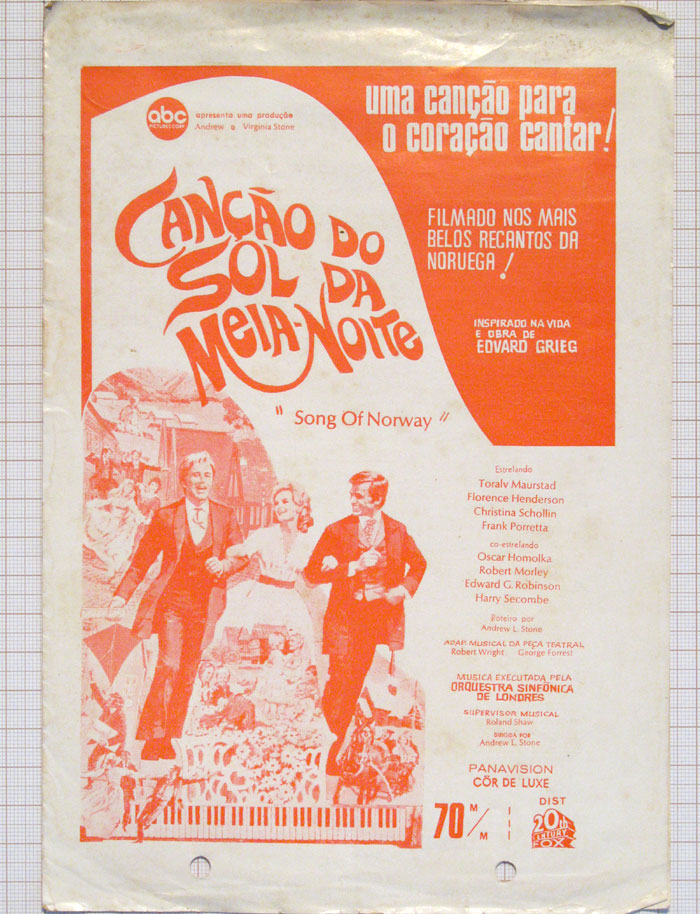 uma canção para
o coração cantar!
abc
PICTURES CORP
apresenta uma produção
Andrew e Virginia Stone
CANÇÃO DO
SOL DA
MEIA-NOITE
" Song Of Norway "
FILMADO NOS MAIS
BELOS RECANTOS DA
NORUEGA!
INSPIRADO NA VIDA
E OBRA DE
EDVARD GRIEG
Estrelando
Toralv Maurstad
Florence Henderson
Christina Schollin
Frank Porretta
co-estrelando
Oscar Homolka
Robert Morley
Edward G. Robinson
Harry Secombe
Roteiro por
Andrew L. Stone
ADAP. MUSICAL DA PEÇA TEATRAL
Robert Wright George Forrest
MUSICA EXECUTADA PELA
ORQUESTRA SINFÔNICA
DE LONDRES
SUPERVISOR MUSICAL
Roland Shaw
DIRIGIDA POR
Andrew L. Stone
PANAVISION
CÔR DE LUXE
70 M/M
DIST
20th
CENTURY
FOX